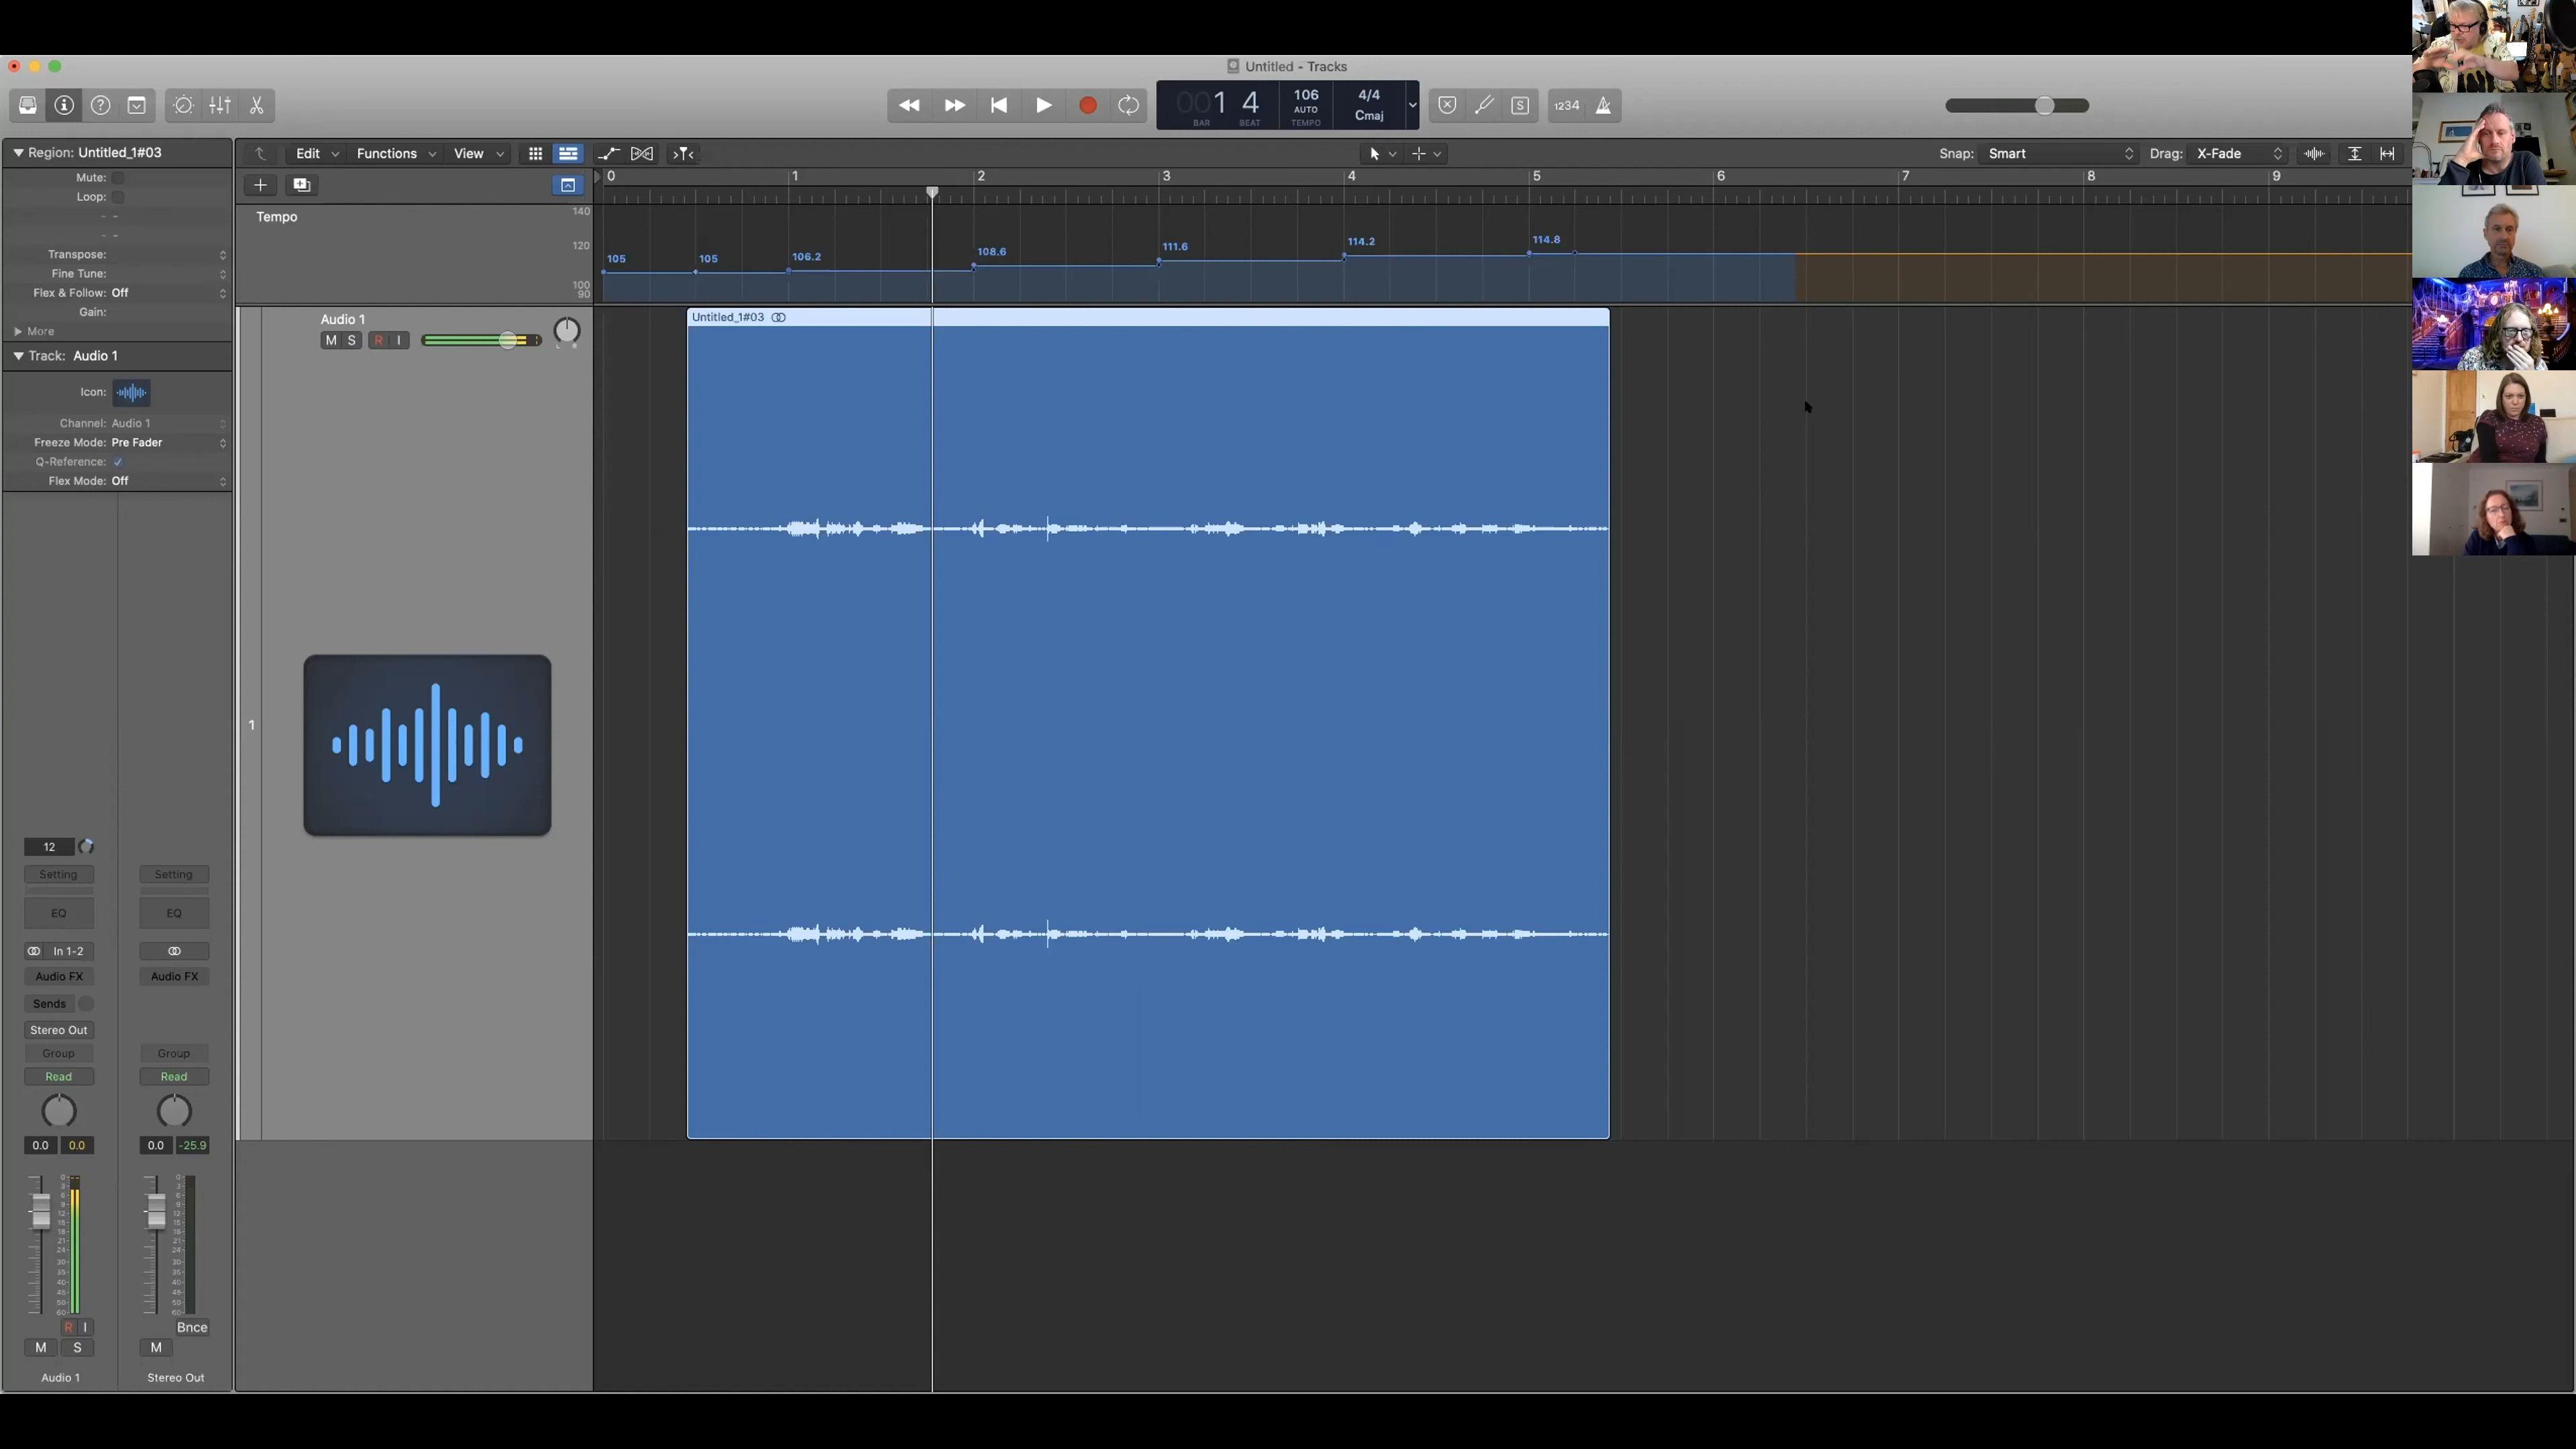 Untitled - Tracks
001 4 106 4/4
AUTO Cmaj
BAR BEAT TEMPO
S 1234
Region: Untitled_1#03
Edit Functions View
Snap: Smart Drag: X-Fade
Mute:
Loop:
- -
- -
Transpose:
Fine Tune:
Flex & Follow: Off
Gain:
More
Track: Audio 1
Icon:
Channel: Audio 1
Freeze Mode: Pre Fader
Q-Reference:
Flex Mode: Off
0 1 2 3 4 5 6 7 8 9
Tempo
140
120
100
90
105 105 106.2 108.6 111.6 114.2 114.8
Audio 1
M S R I
Untitled_1#03
1
12
Setting Setting
EQ EQ
In 1-2
Audio FX Audio FX
Sends
Stereo Out
Group Group
Read Read
0.0 0.0 0.0 -25.9
R I Bnce
M S M
Audio 1 Stereo Out